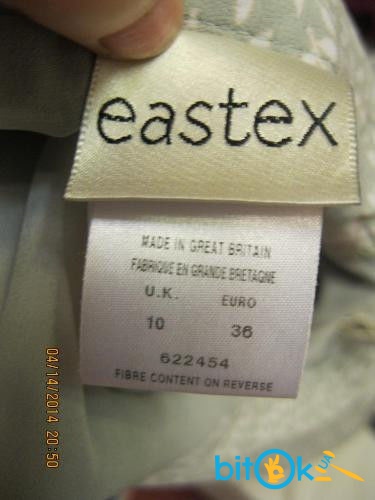 eastex
MADE IN GREAT BRITAIN
FABRIQUE EN GRANDE BRETAGNE
U.K. EURO
10 36
622454
FIBRE CONTENT ON REVERSE
04/14/2014 20:50
bitOk UA